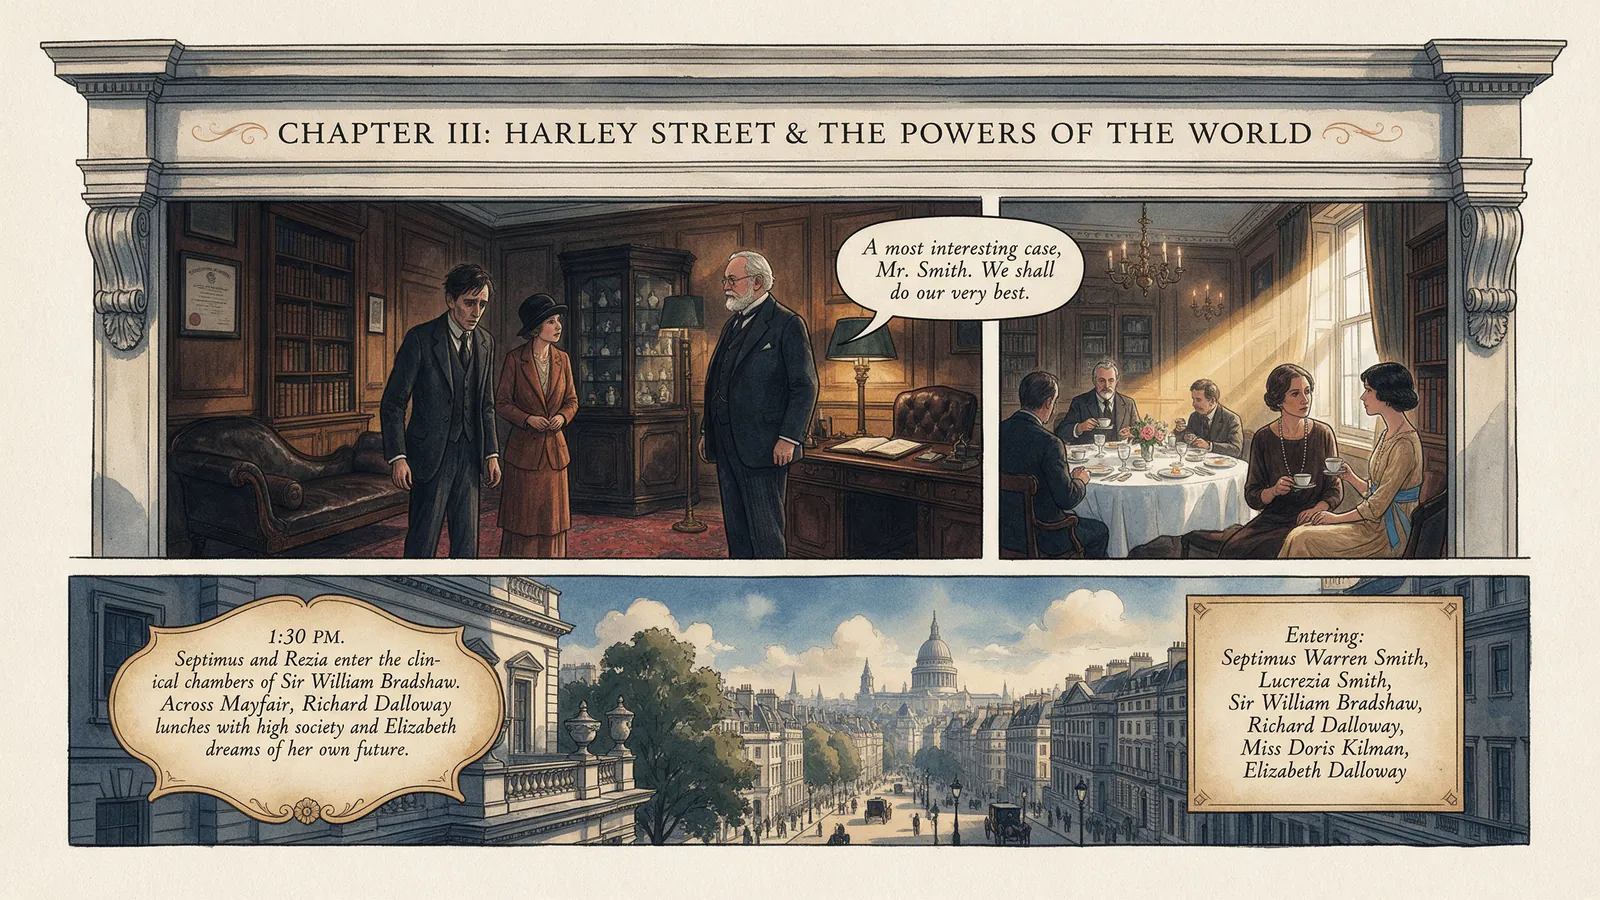 CHAPTER III: HARLEY STREET & THE POWERS OF THE WORLD
A most interesting case,
Mr. Smith. We shall
do our very best.
1:30 PM.
Septimus and Rezia enter the clin-
ical chambers of Sir William Bradshaw.
Across Mayfair, Richard Dalloway
lunches with high society and Elizabeth
dreams of her own future.
Entering:
Septimus Warren Smith,
Lucrezia Smith,
Sir William Bradshaw,
Richard Dalloway,
Miss Doris Kilman,
Elizabeth Dalloway